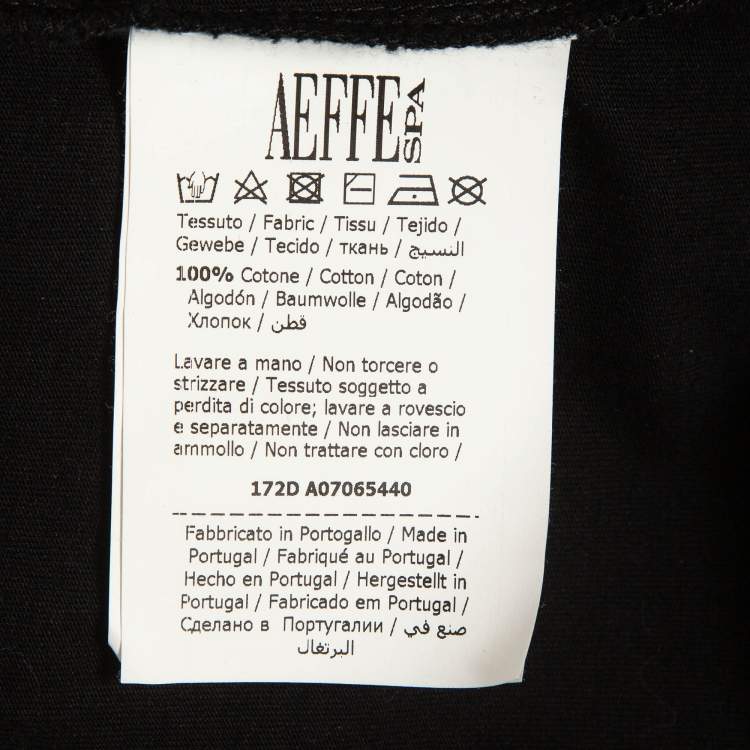 AEFFE SPA
Tessuto / Fabric / Tissu / Tejido /
Gewebe / Tecido / ткань / النسيج
100% Cotone / Cotton / Coton /
Algodón / Baumwolle / Algodão /
Хлопок / قطن
Lavare a mano / Non torcere o
strizzare / Tessuto soggetto a
perdita di colore; lavare a rovescio
e separatamente / Non lasciare in
ammollo / Non trattare con cloro /
172D A07065440
Fabbricato in Portogallo / Made in
Portugal / Fabriqué au Portugal /
Hecho en Portugal / Hergestellt in
Portugal / Fabricado em Portugal /
Сделано в Португалии / صنع في
البرتغال